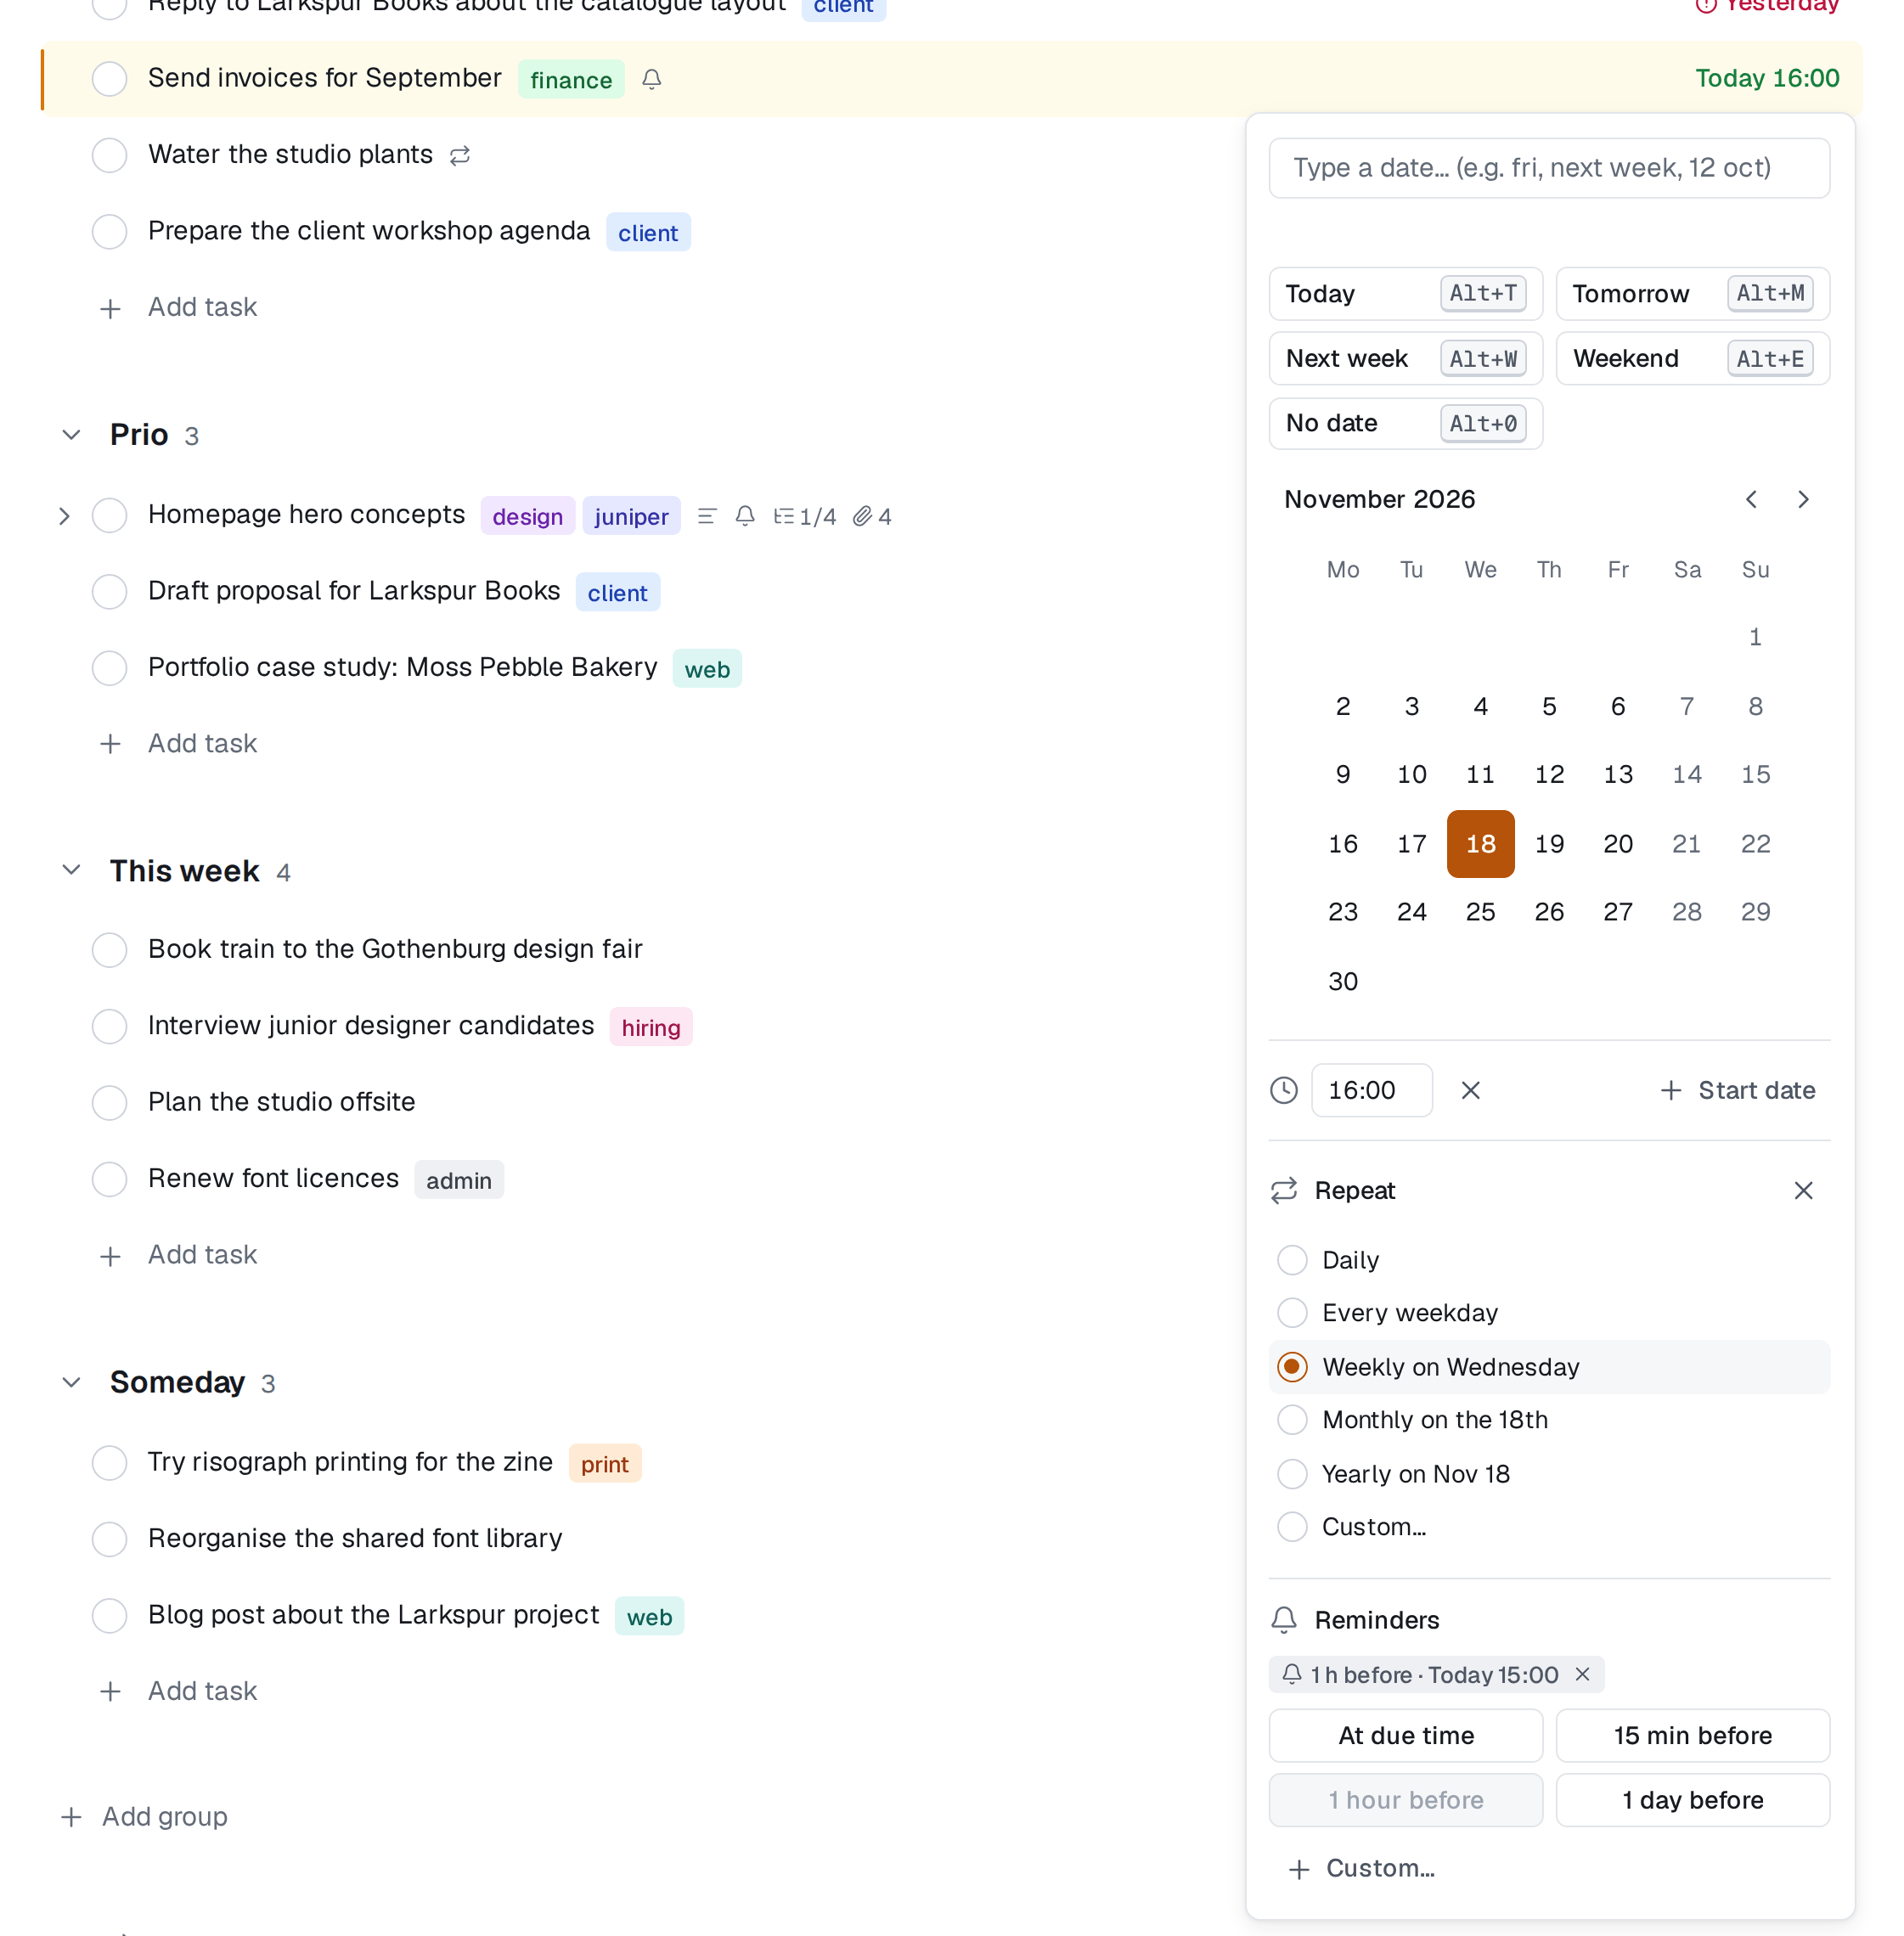 Reply to Larkspur Books about the catalogue layout client Yesterday
Send invoices for September finance Today 16:00
Water the studio plants
Prepare the client workshop agenda client
Add task
Prio 3
Homepage hero concepts design juniper 1/4 4
Draft proposal for Larkspur Books client
Portfolio case study: Moss Pebble Bakery web
Add task
This week 4
Book train to the Gothenburg design fair
Interview junior designer candidates hiring
Plan the studio offsite
Renew font licences admin
Add task
Someday 3
Try risograph printing for the zine print
Reorganise the shared font library
Blog post about the Larkspur project web
Add task
Add group
Type a date... (e.g. fri, next week, 12 oct)
Today Alt+T Tomorrow Alt+M
Next week Alt+W Weekend Alt+E
No date Alt+0
November 2026
Mo Tu We Th Fr Sa Su
1
2 3 4 5 6 7 8
9 10 11 12 13 14 15
16 17 18 19 20 21 22
23 24 25 26 27 28 29
30
16:00 Start date
Repeat
Daily
Every weekday
Weekly on Wednesday
Monthly on the 18th
Yearly on Nov 18
Custom...
Reminders
1 h before · Today 15:00
At due time 15 min before
1 hour before 1 day before
Custom...